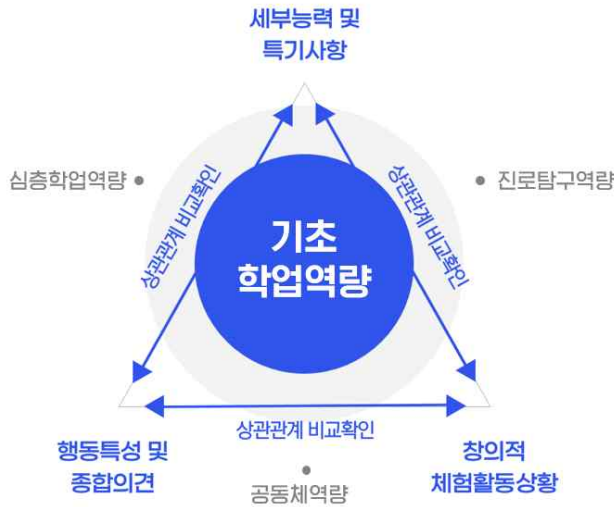 세부능력 및
특기사항
심층학업역량
진로탐구역량
상관관계 비교확인
상관관계 비교확인
기초
학업역량
상관관계 비교확인
행동특성 및
종합의견
창의적
체험활동상황
공동체역량